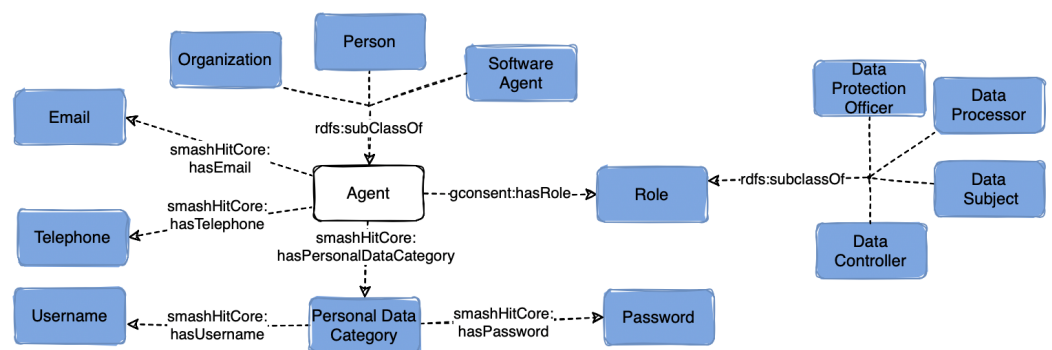 Person
Organization
Software
Agent
Data
Protection
Officer
Data
Processor
Email
rdfs:subClassOf
smashHitCore:
hasEmail
Agent
gconsent:hasRole
Role
rdfs:subclassOf
Data
Subject
smashHitCore:
hasTelephone
Telephone
smashHitCore:
hasPersonalDataCategory
Data
Controller
Username
smashHitCore:
hasUsername
Personal Data
Category
smashHitCore:
hasPassword
Password